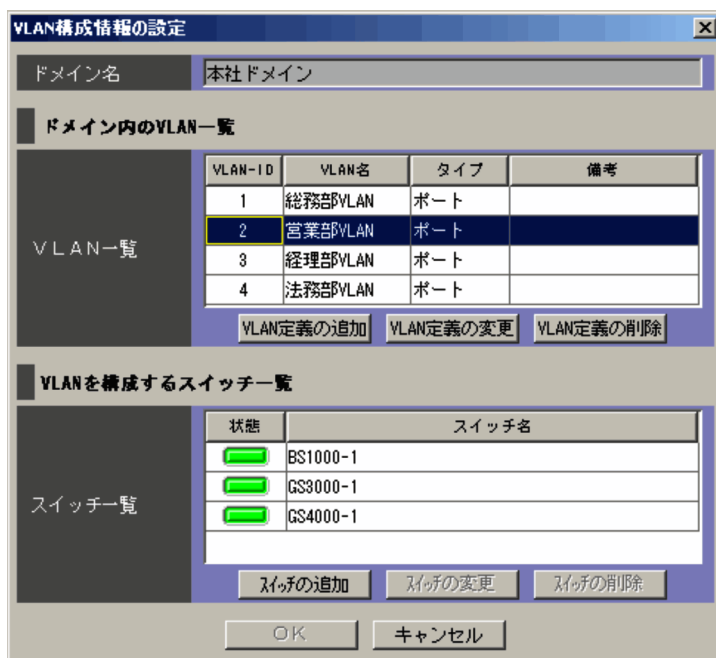 VLAN構成情報の設定
ドメイン名 本社ドメイン
ドメイン内のVLAN一覧
VLAN一覧
VLAN-ID VLAN名 タイプ 備考
1 総務部VLAN ポート
2 営業部VLAN ポート
3 経理部VLAN ポート
4 法務部VLAN ポート
VLAN定義の追加 VLAN定義の変更 VLAN定義の削除
VLANを構成するスイッチ一覧
スイッチ一覧
状態 スイッチ名
BS1000-1
GS3000-1
GS4000-1
スイッチの追加 スイッチの変更 スイッチの削除
OK キャンセル